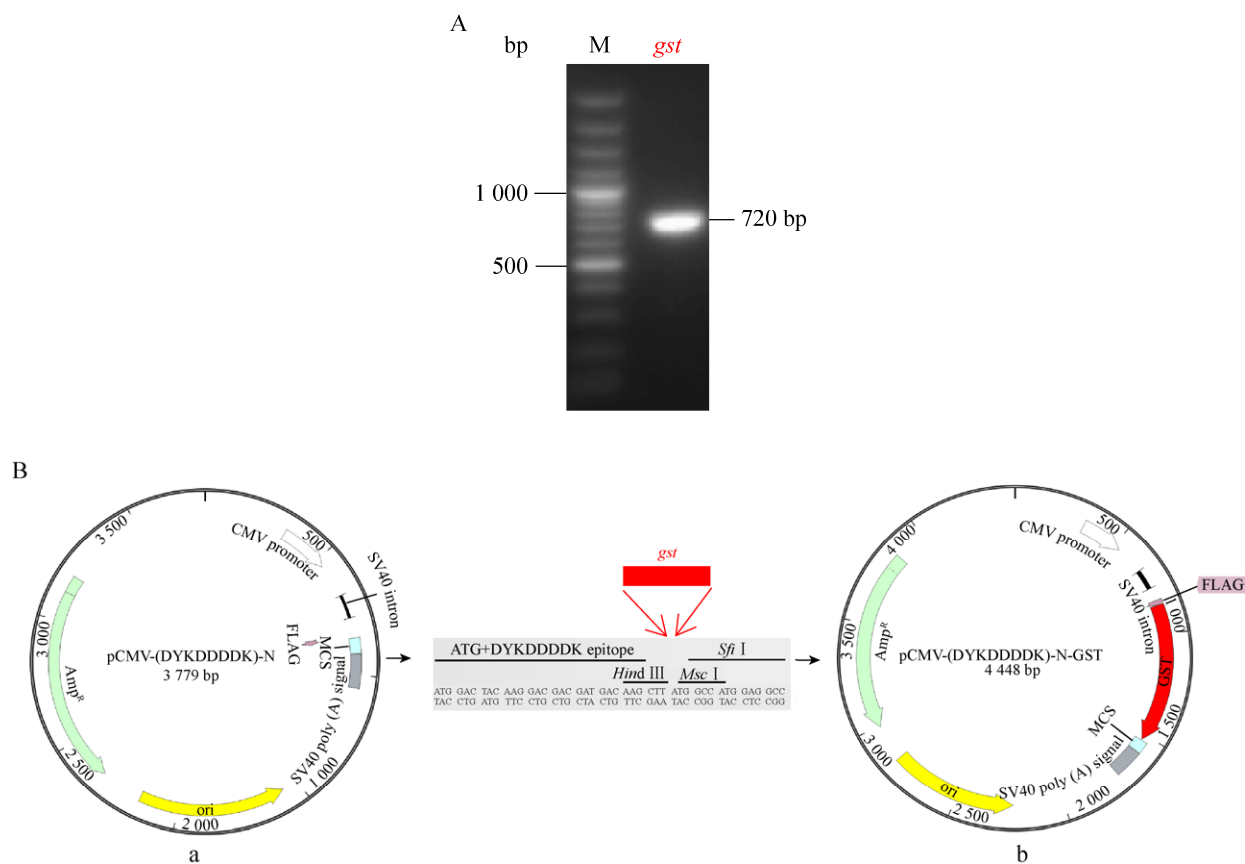 A
bp M gst
1 000
720 bp
500
B
3 500
500
CMV promoter
SV40 intron
FLAG
MCS
SV40 poly (A) signal
1 000
2 000
ori
2 500
Amp^R
3 000
pCMV-(DYKDDDDK)-N
3 779 bp
a
gst
ATG+DYKDDDDK epitope
Sfi I
Hind III
Msc I
ATG GAC TAC AAG GAC GAC GAT GAC AAG CTT ATG GCC ATG GAG GCC
TAC CTG ATG TTC CTG CTG CTA CTG TTC GAA TAC CGG TAC CTC CGG
4 000
500
CMV promoter
SV40 intron
FLAG
1 000
GST
1 500
MCS
SV40 poly (A) signal
2 000
2 500
ori
3 000
Amp^R
3 500
pCMV-(DYKDDDDK)-N-GST
4 448 bp
b